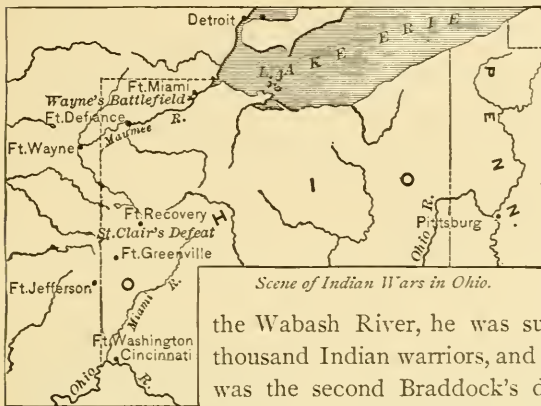 Detroit
LAKE ERIE
Ft.Miami
Wayne's Battlefield
Ft.Defiance
Maumee R.
Ft.Wayne
PENN.
OHIO
Ft.Recovery
St.Clair's Defeat
Ohio R.
Pittsburg
Ft.Greenville
Ft.Jefferson
Miami R.
Ft.Washington
Cincinnati
Ohio R.
Scene of Indian Wars in Ohio.
the Wabash River, he was su
thousand Indian warriors, and
was the second Braddock's d